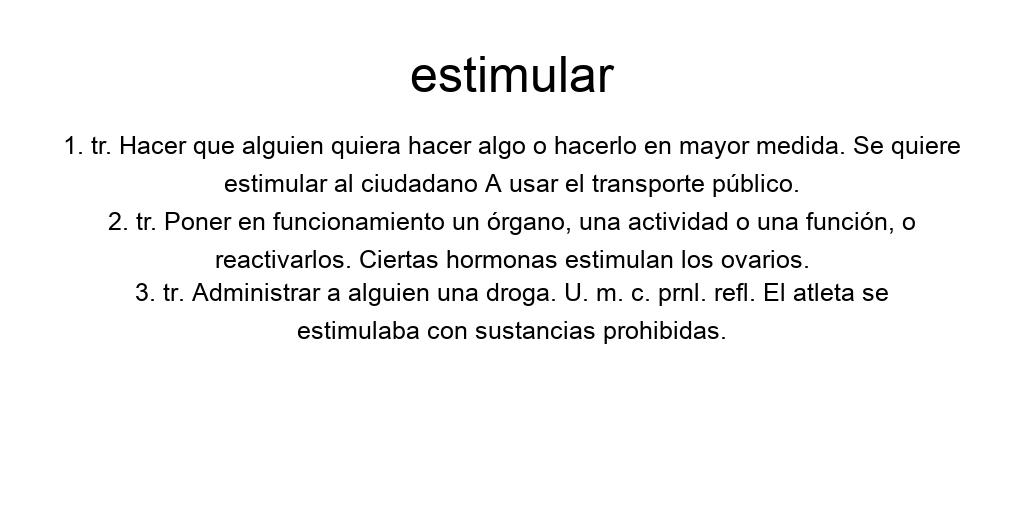 estimular
1. tr. Hacer que alguien quiera hacer algo o hacerlo en mayor medida. Se quiere
estimular al ciudadano A usar el transporte público.
2. tr. Poner en funcionamiento un órgano, una actividad o una función, o
reactivarlos. Ciertas hormonas estimulan los ovarios.
3. tr. Administrar a alguien una droga. U. m. c. prnl. refl. El atleta se
estimulaba con sustancias prohibidas.